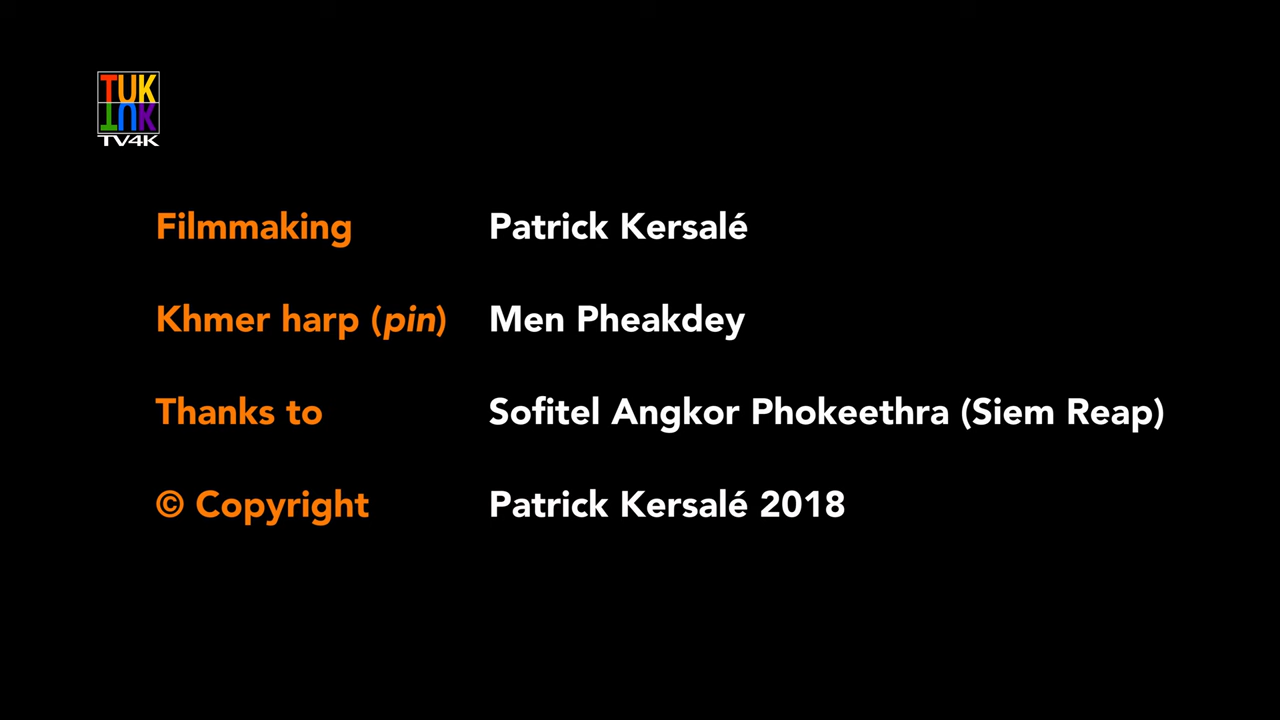 TUK
TUK
TV4K
Filmmaking Patrick Kersalé
Khmer harp (pin) Men Pheakdey
Thanks to Sofitel Angkor Phokeethra (Siem Reap)
© Copyright Patrick Kersalé 2018